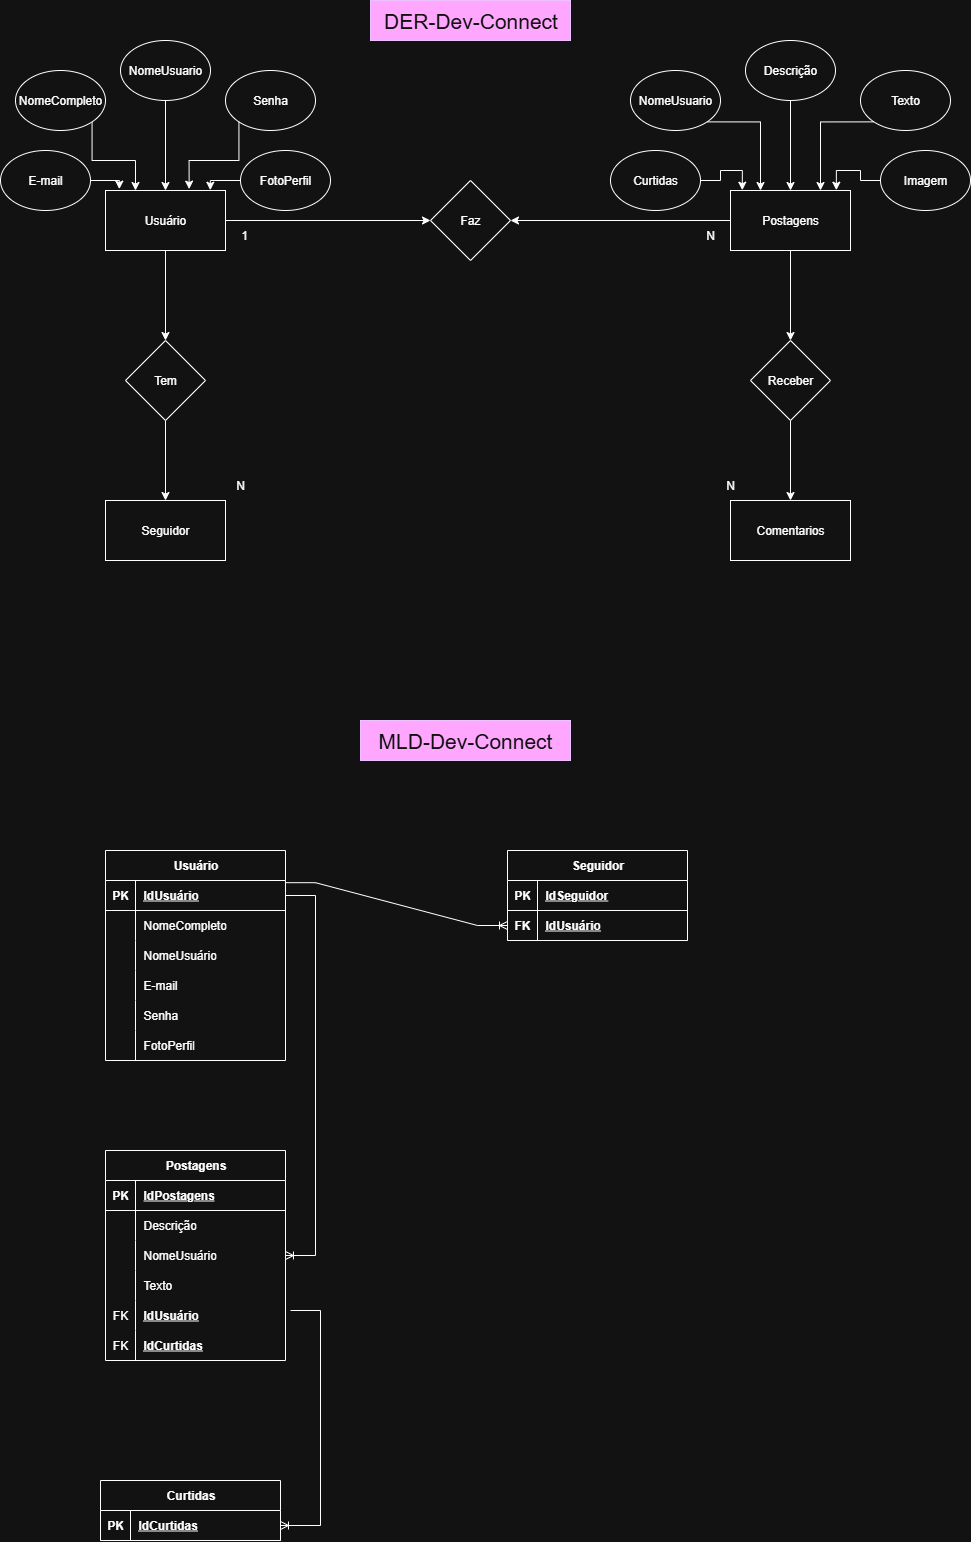 DER-Dev-Connect
NomeUsuario
Descrição
NomeCompleto
Senha
NomeUsuario
Texto
E-mail
FotoPerfil
Curtidas
Imagem
Usuário
Faz
Postagens
1
N
Tem
Receber
N
N
Seguidor
Comentarios
MLD-Dev-Connect
Usuário
PK IdUsuário
NomeCompleto
NomeUsuário
E-mail
Senha
FotoPerfil
Seguidor
PK IdSeguidor
FK IdUsuário
Postagens
PK IdPostagens
Descrição
NomeUsuário
Texto
FK IdUsuário
FK IdCurtidas
Curtidas
PK IdCurtidas